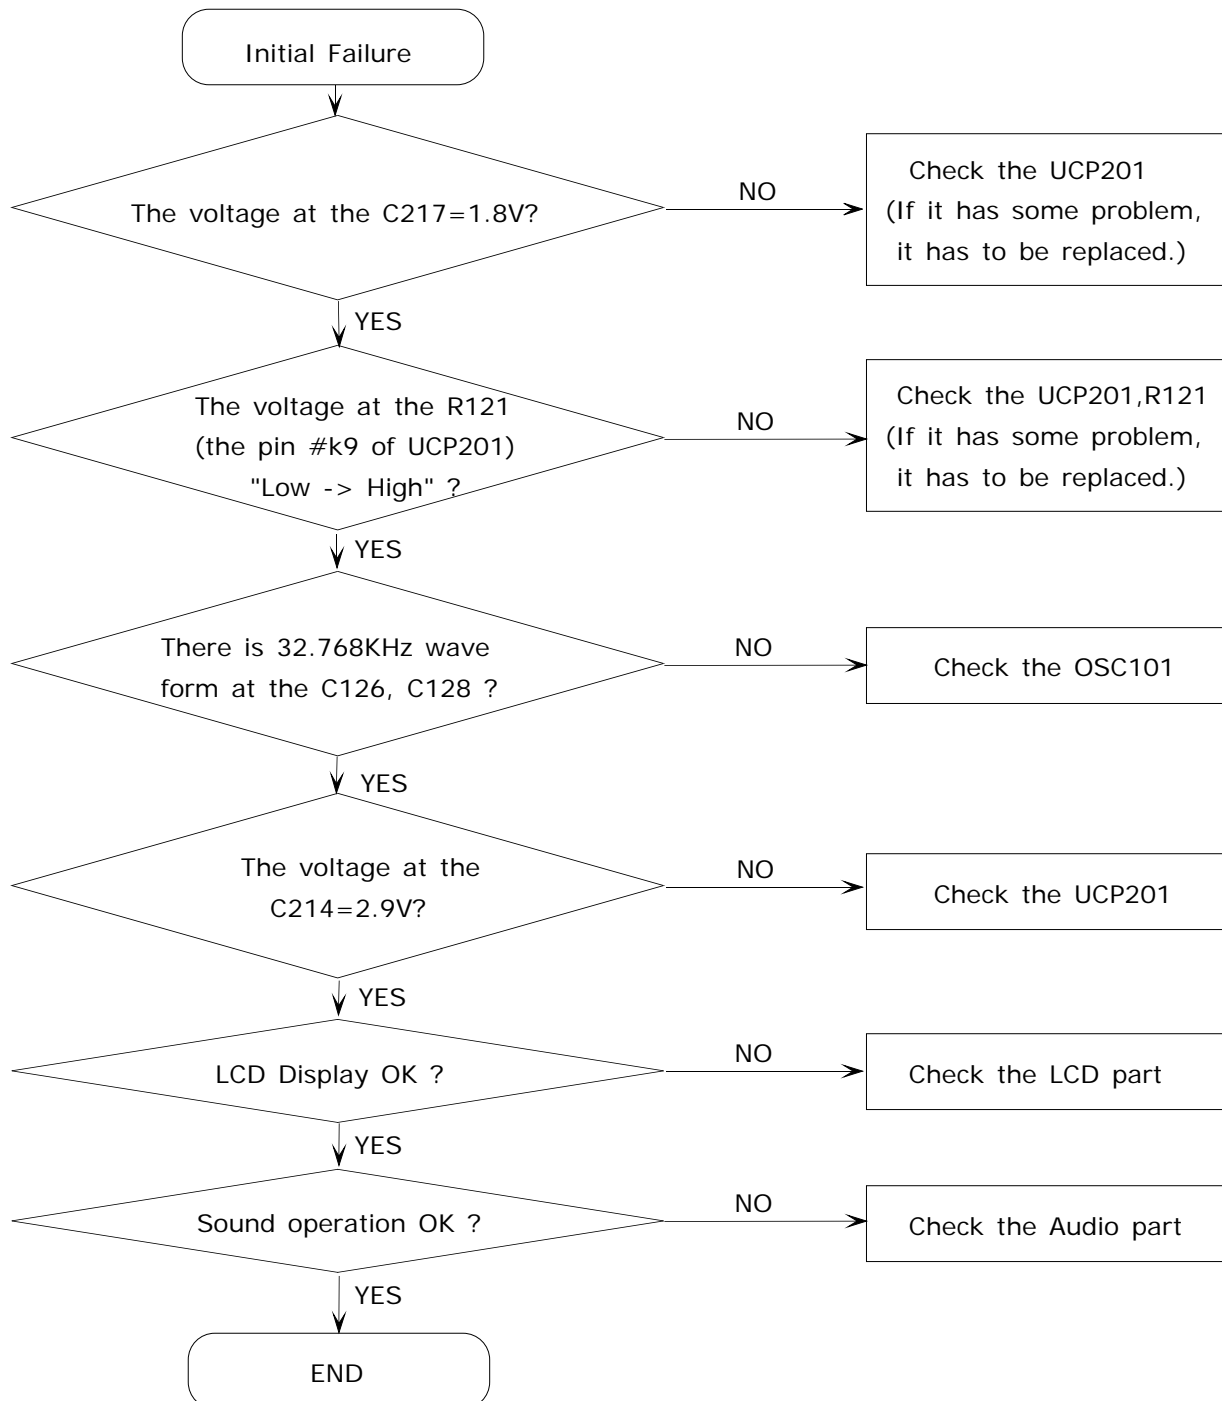 Initial Failure
The voltage at the C217=1.8V?
NO
Check the UCP201
(If it has some problem,
it has to be replaced.)
YES
The voltage at the R121
(the pin #k9 of UCP201)
"Low -> High" ?
NO
Check the UCP201,R121
(If it has some problem,
it has to be replaced.)
YES
There is 32.768KHz wave
form at the C126, C128 ?
NO
Check the OSC101
YES
The voltage at the
C214=2.9V?
NO
Check the UCP201
YES
LCD Display OK ?
NO
Check the LCD part
YES
Sound operation OK ?
NO
Check the Audio part
YES
END